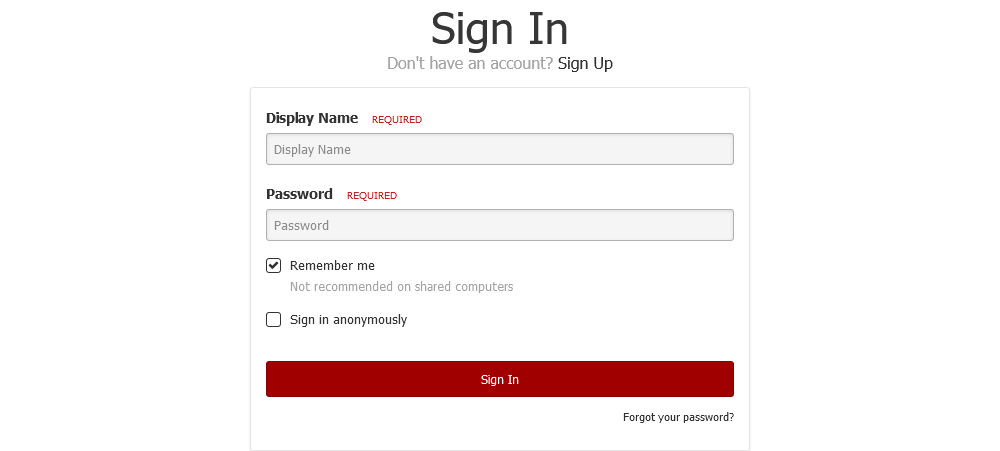 Sign In
Don't have an account? Sign Up
Display Name REQUIRED
Display Name
Password REQUIRED
Password
Remember me
Not recommended on shared computers
Sign in anonymously
Sign In
Forgot your password?